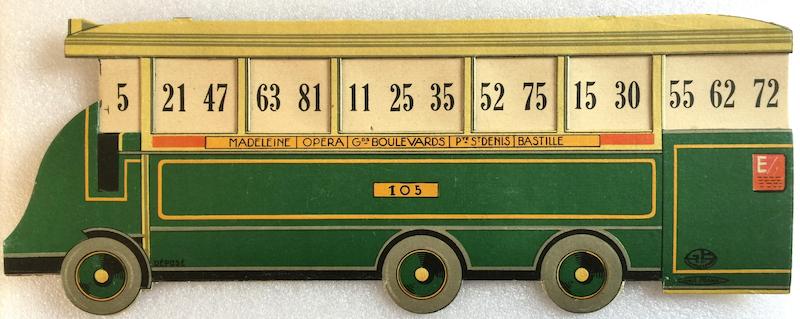 5 21 47 63 81 11 25 35 52 75 15 30 55 62 72
MADELEINE | OPERA | Gᴰˢ BOULEVARDS | Pᵗᵉ Sᵗ DENIS | BASTILLE
E
105
DÉPOSÉ